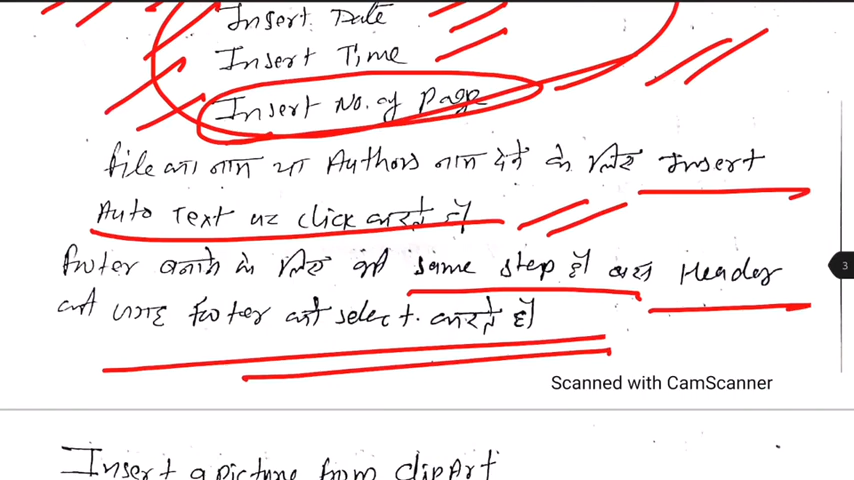 Insert Date
Insert Time
Insert No. of Page
File का नाम या Authors नाम देने के लिए Insert
Auto Text पर click करते हैं
footer बनाने के लिए भी same step है बस Header
की जगह footer को select करते हैं
Scanned with CamScanner
3
Insert a picture from clipArt